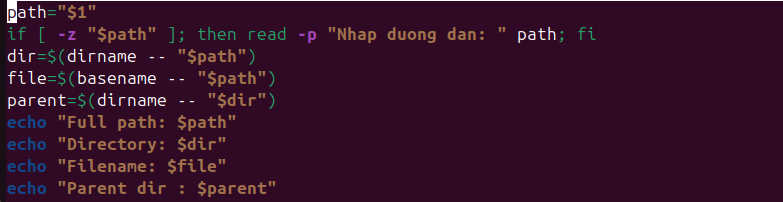 path="$1"
if [ -z "$path" ]; then read -p "Nhap duong dan: " path; fi
dir=$(dirname -- "$path")
file=$(basename -- "$path")
parent=$(dirname -- "$dir")
echo "Full path: $path"
echo "Directory: $dir"
echo "Filename: $file"
echo "Parent dir : $parent"